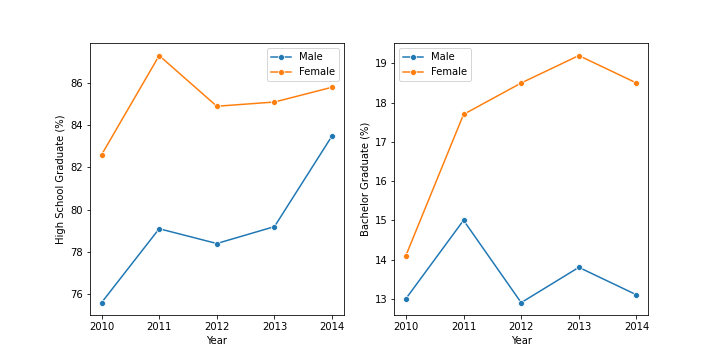 Male
Female
86
84
82
80
78
76
High School Graduate (%)
2010 2011 2012 2013 2014
Year
Male
Female
19
18
17
16
15
14
13
Bachelor Graduate (%)
2010 2011 2012 2013 2014
Year